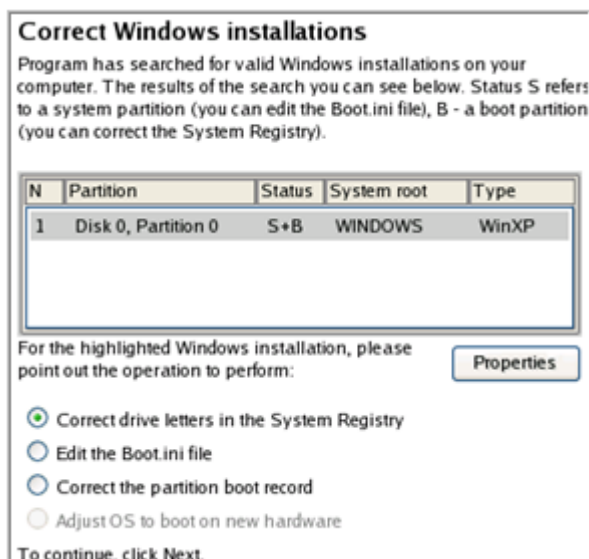 Correct Windows installations
Program has searched for valid Windows installations on your
computer. The results of the search you can see below. Status S refers
to a system partition (you can edit the Boot.ini file), B - a boot partition
(you can correct the System Registry).
N Partition Status System root Type
1 Disk 0, Partition 0 S+B WINDOWS WinXP
For the highlighted Windows installation, please
point out the operation to perform:
Properties
Correct drive letters in the System Registry
Edit the Boot.ini file
Correct the partition boot record
Adjust OS to boot on new hardware
To continue, click Next.